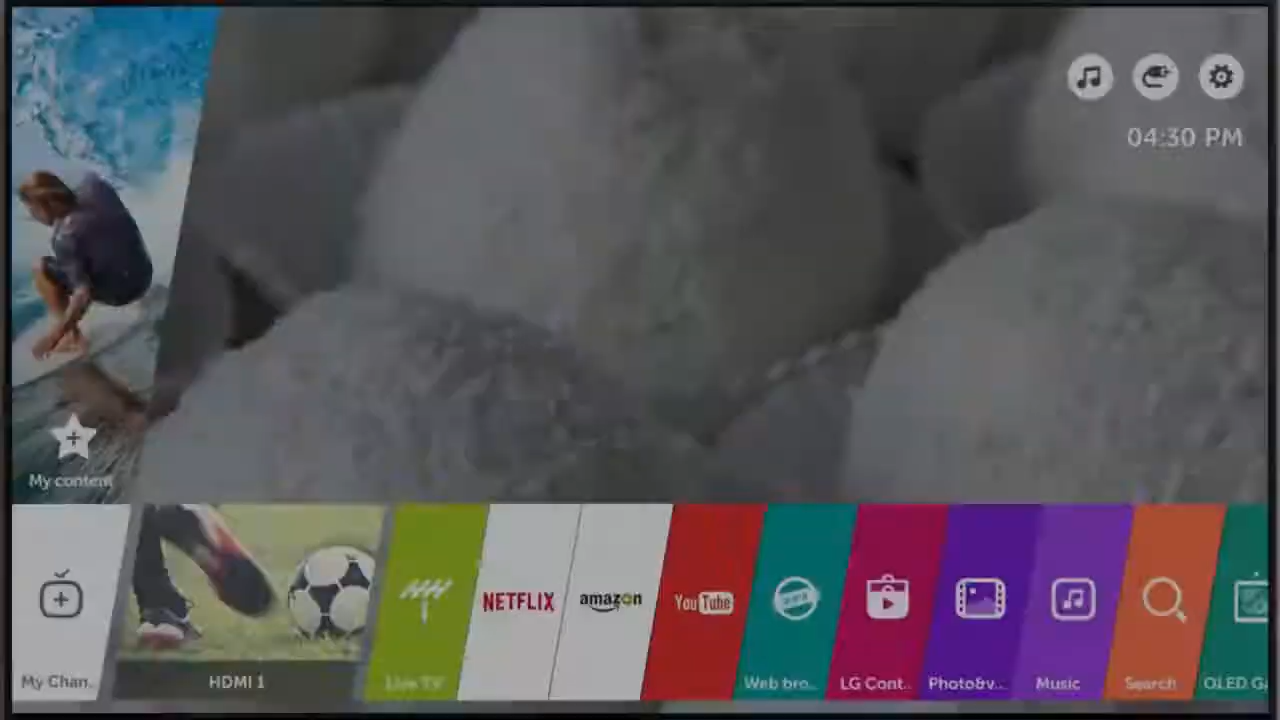 04:30 PM
My content
NETFLIX
amazon
YouTube
My Chan..
HDMI 1
Live TV
Web bro..
LG Cont..
Photo&v..
Music
Search
OLED GA